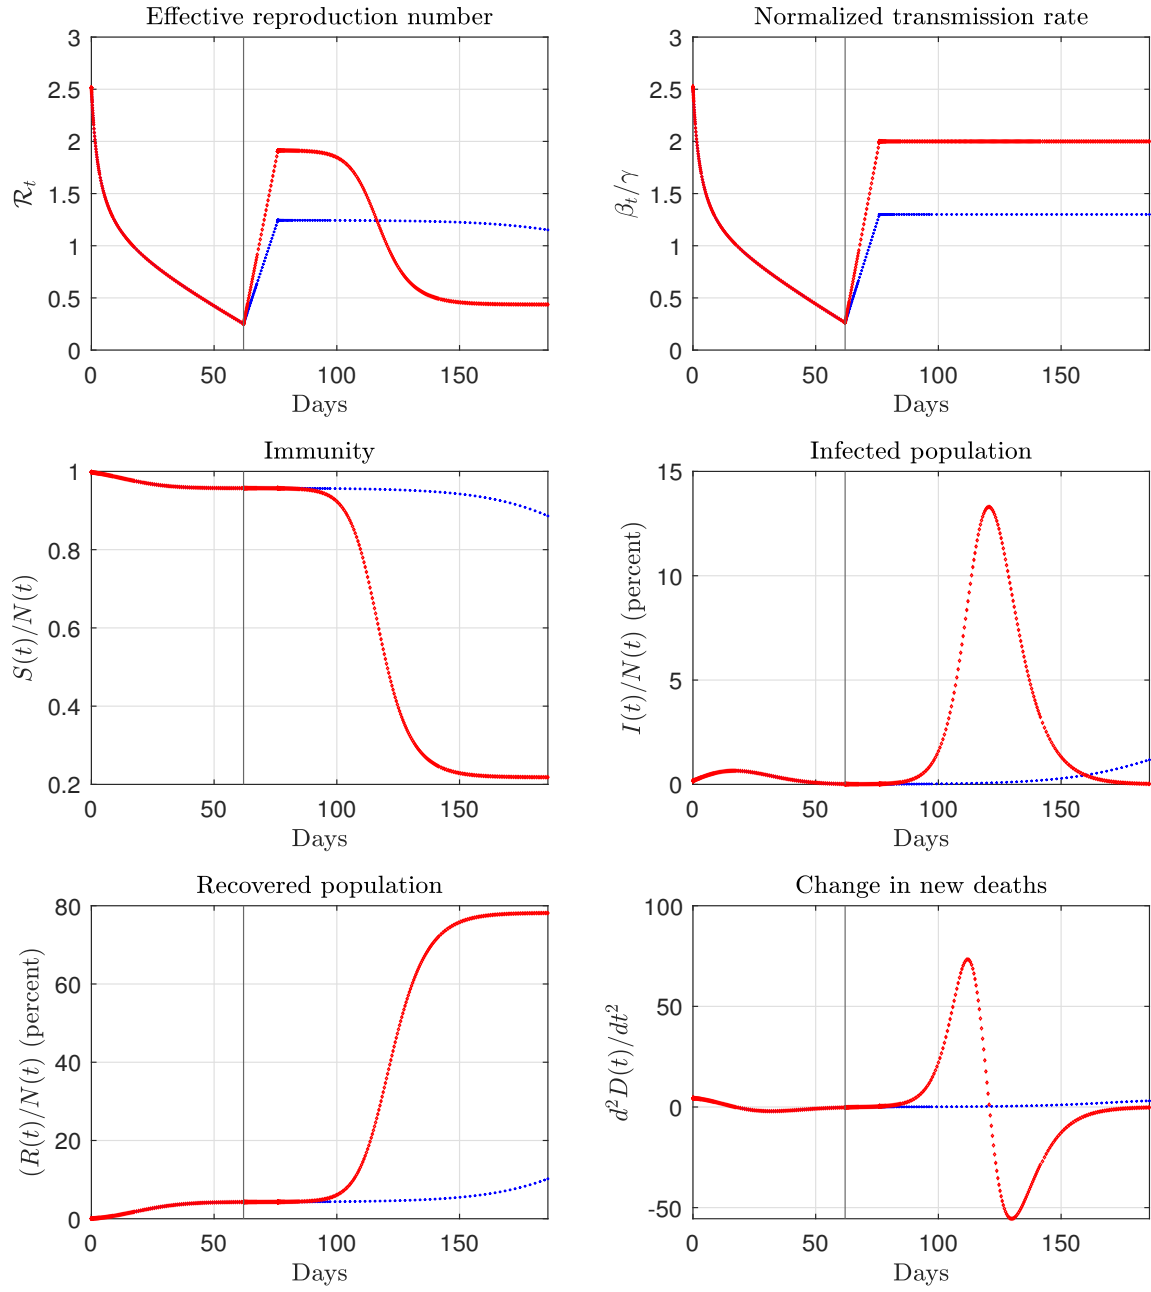 Effective reproduction number
3
2.5
2
1.5
1
0.5
0
ℛt
0 50 100 150
Days
Normalized transmission rate
3
2.5
2
1.5
1
0.5
0
βt/γ
0 50 100 150
Days
Immunity
1
0.8
0.6
0.4
0.2
S(t)/N(t)
0 50 100 150
Days
Infected population
15
10
5
0
I(t)/N(t) (percent)
0 50 100 150
Days
Recovered population
80
60
40
20
0
(R(t)/N(t) (percent)
0 50 100 150
Days
Change in new deaths
100
50
0
-50
d²D(t)/dt²
0 50 100 150
Days